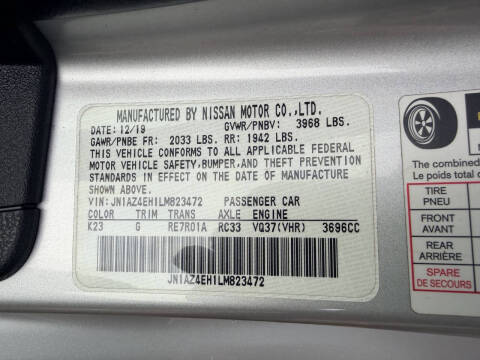 MANUFACTURED BY NISSAN MOTOR CO.,LTD.
DATE: 12/19 GVWR/PNBV: 3968 LBS.
GAWR/PNBE FR: 2033 LBS. RR: 1942 LBS.
THIS VEHICLE CONFORMS TO ALL APPLICABLE FEDERAL
MOTOR VEHICLE SAFETY,BUMPER,AND THEFT PREVENTION
STANDARDS IN EFFECT ON THE DATE OF MANUFACTURE
SHOWN ABOVE.
VIN: JN1AZ4EH1LM823472 PASSENGER CAR
COLOR TRIM TRANS AXLE ENGINE
K23 G RE7R01A RC33 VQ37(VHR) 3696CC
JN1AZ4EH1LM823472
The combined
Le poids total
TIRE
PNEU
FRONT
AVANT
REAR
ARRIÈRE
SPARE
DE SECOURS